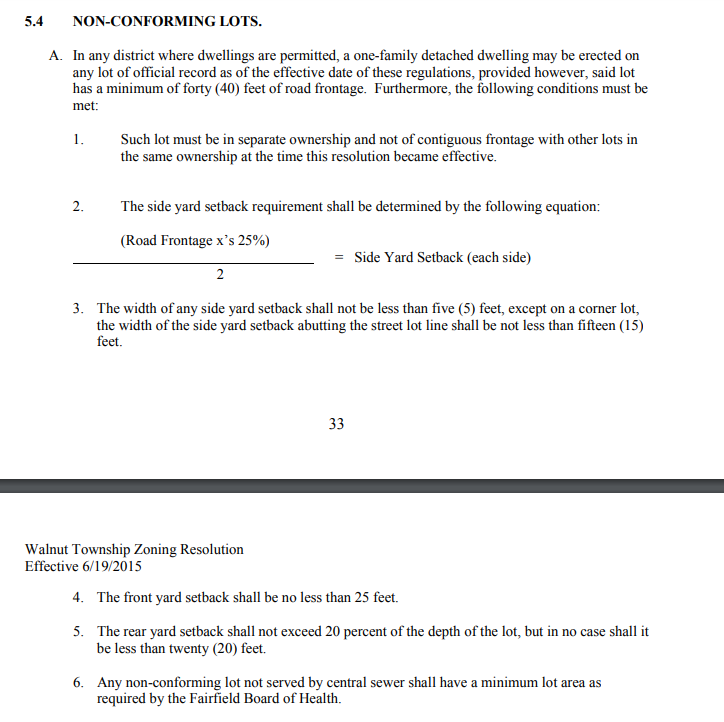 5.4 NON-CONFORMING LOTS.
A. In any district where dwellings are permitted, a one-family detached dwelling may be erected on
any lot of official record as of the effective date of these regulations, provided however, said lot
has a minimum of forty (40) feet of road frontage. Furthermore, the following conditions must be
met:
1. Such lot must be in separate ownership and not of contiguous frontage with other lots in
the same ownership at the time this resolution became effective.
2. The side yard setback requirement shall be determined by the following equation:
(Road Frontage x’s 25%)
= Side Yard Setback (each side)
2
3. The width of any side yard setback shall not be less than five (5) feet, except on a corner lot,
the width of the side yard setback abutting the street lot line shall be not less than fifteen (15)
feet.
33
Walnut Township Zoning Resolution
Effective 6/19/2015
4. The front yard setback shall be no less than 25 feet.
5. The rear yard setback shall not exceed 20 percent of the depth of the lot, but in no case shall it
be less than twenty (20) feet.
6. Any non-conforming lot not served by central sewer shall have a minimum lot area as
required by the Fairfield Board of Health.